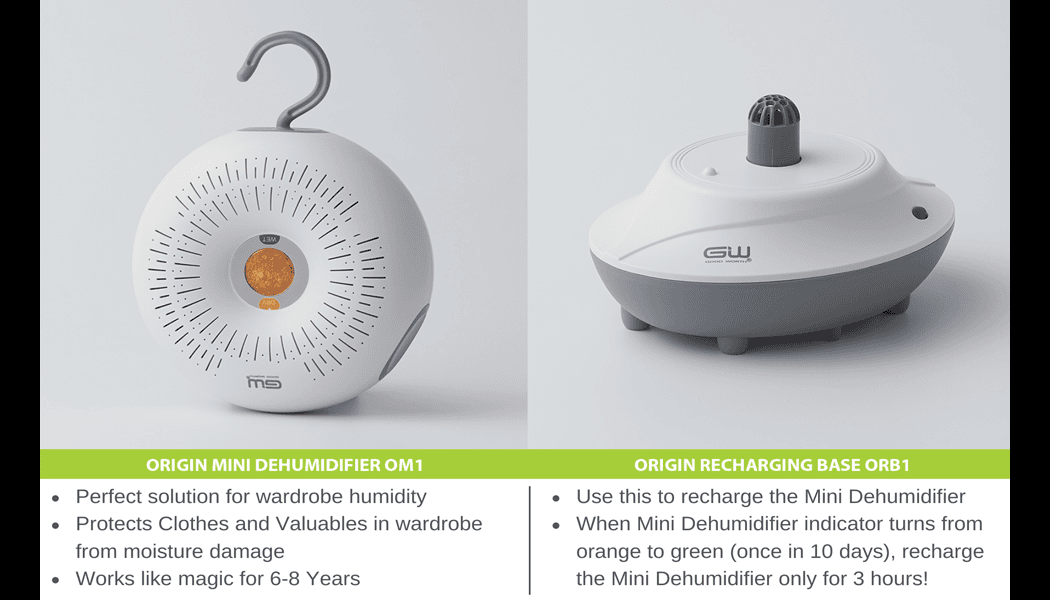 WET
DRY
GW
GW
ORIGIN MINI DEHUMIDIFIER OM1
• Perfect solution for wardrobe humidity
• Protects Clothes and Valuables in wardrobe
from moisture damage
• Works like magic for 6-8 Years
ORIGIN RECHARGING BASE ORB1
• Use this to recharge the Mini Dehumidifier
• When Mini Dehumidifier indicator turns from
orange to green (once in 10 days), recharge
the Mini Dehumidifier only for 3 hours!